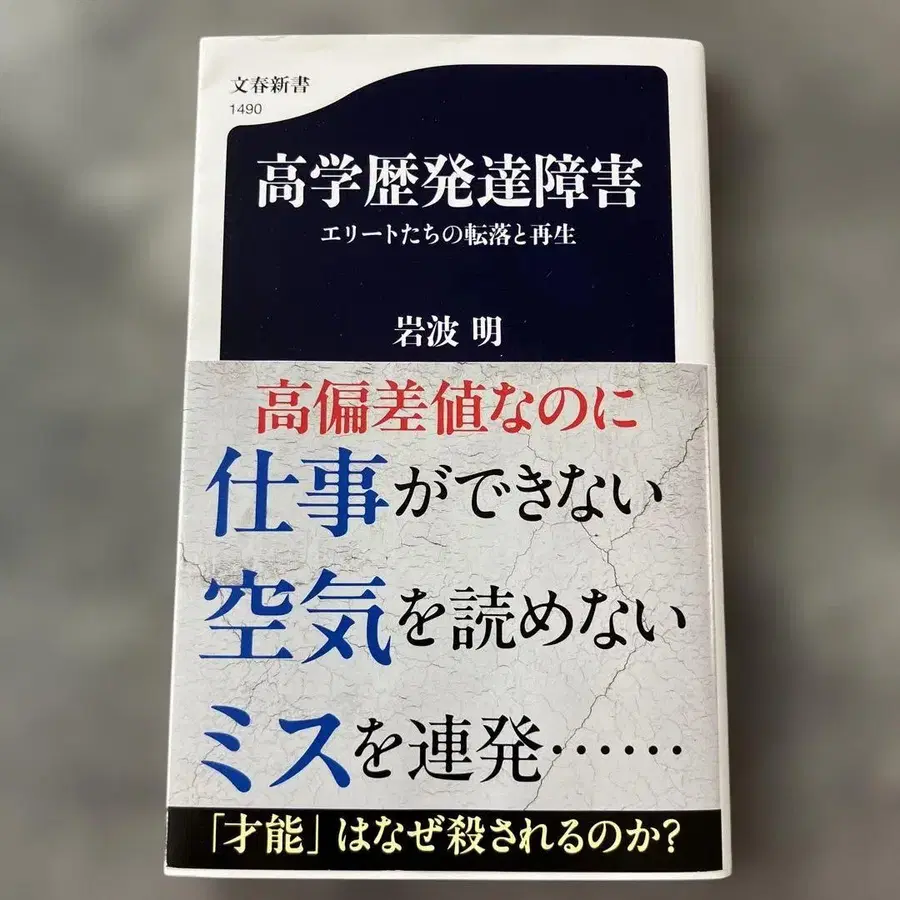 文春新書
1490
高学歴発達障害
エリートたちの転落と再生
岩波 明
高偏差値なのに
仕事ができない
空気を読めない
ミスを連発……
「才能」はなぜ殺されるのか?